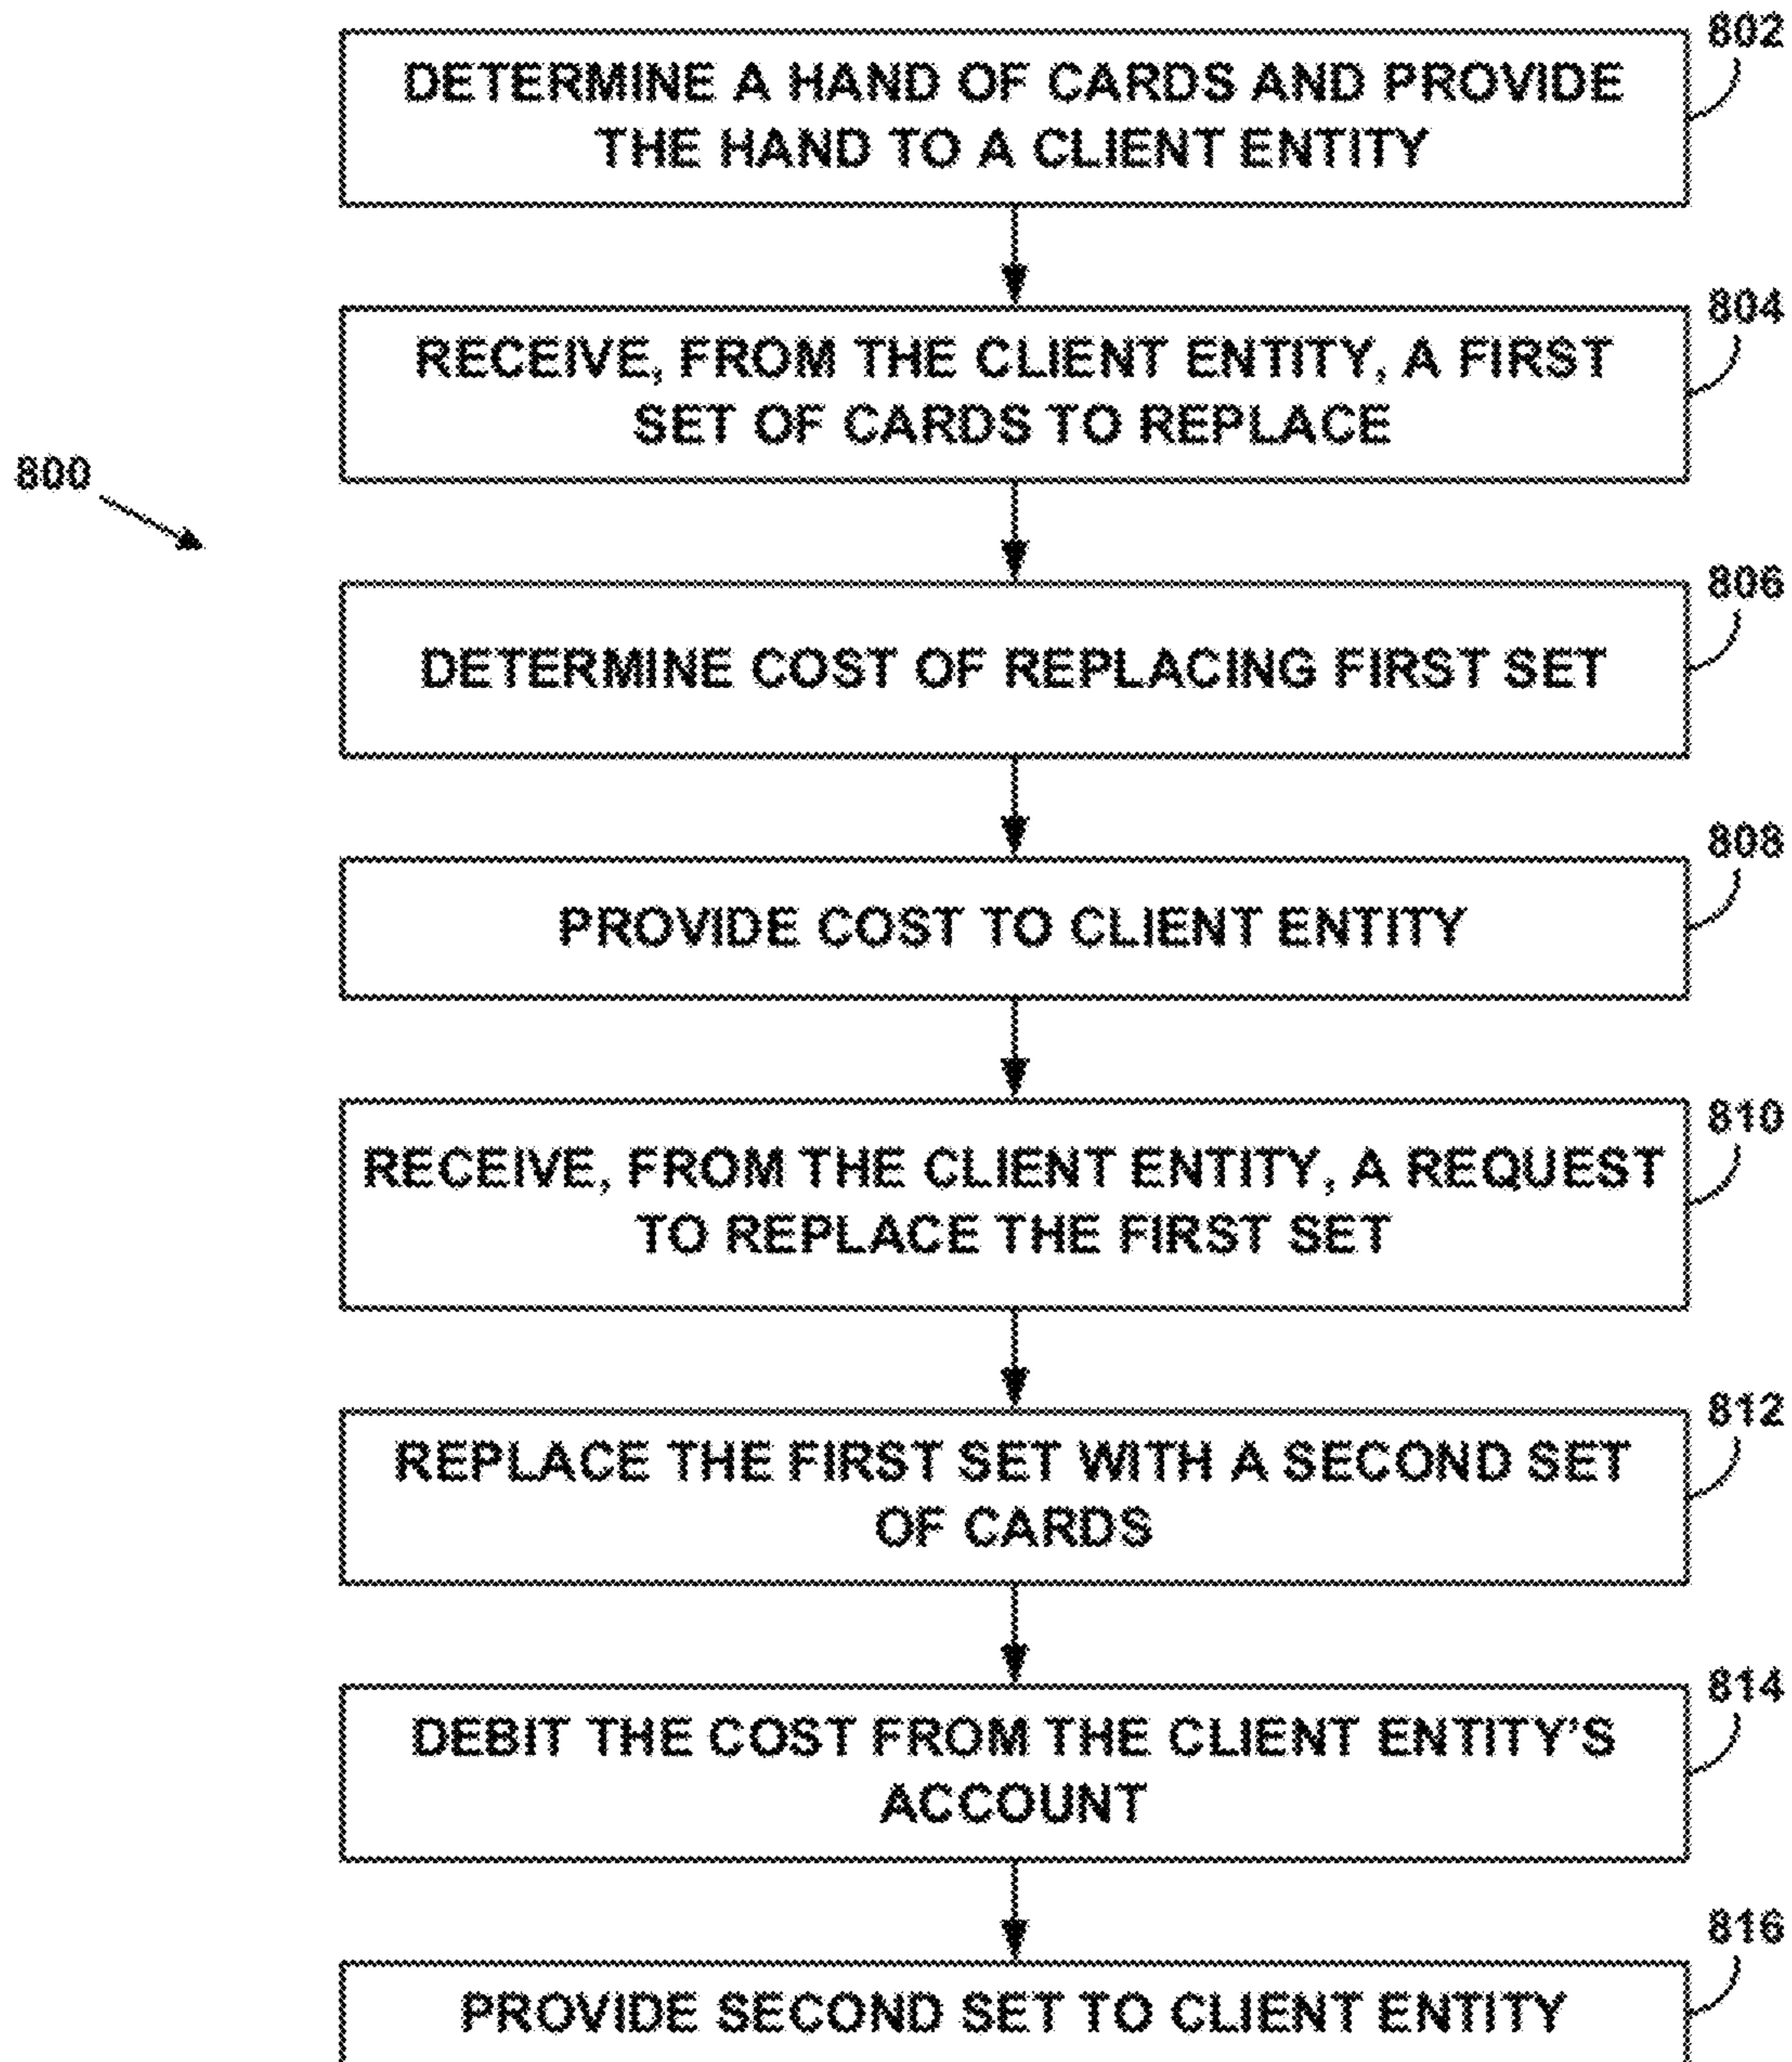 802
DETERMINE A HAND OF CARDS AND PROVIDE
THE HAND TO A CLIENT ENTITY
804
RECEIVE, FROM THE CLIENT ENTITY, A FIRST
SET OF CARDS TO REPLACE
800
806
DETERMINE COST OF REPLACING FIRST SET
808
PROVIDE COST TO CLIENT ENTITY
810
RECEIVE, FROM THE CLIENT ENTITY, A REQUEST
TO REPLACE THE FIRST SET
812
REPLACE THE FIRST SET WITH A SECOND SET
OF CARDS
814
DEBIT THE COST FROM THE CLIENT ENTITY'S
ACCOUNT
816
PROVIDE SECOND SET TO CLIENT ENTITY